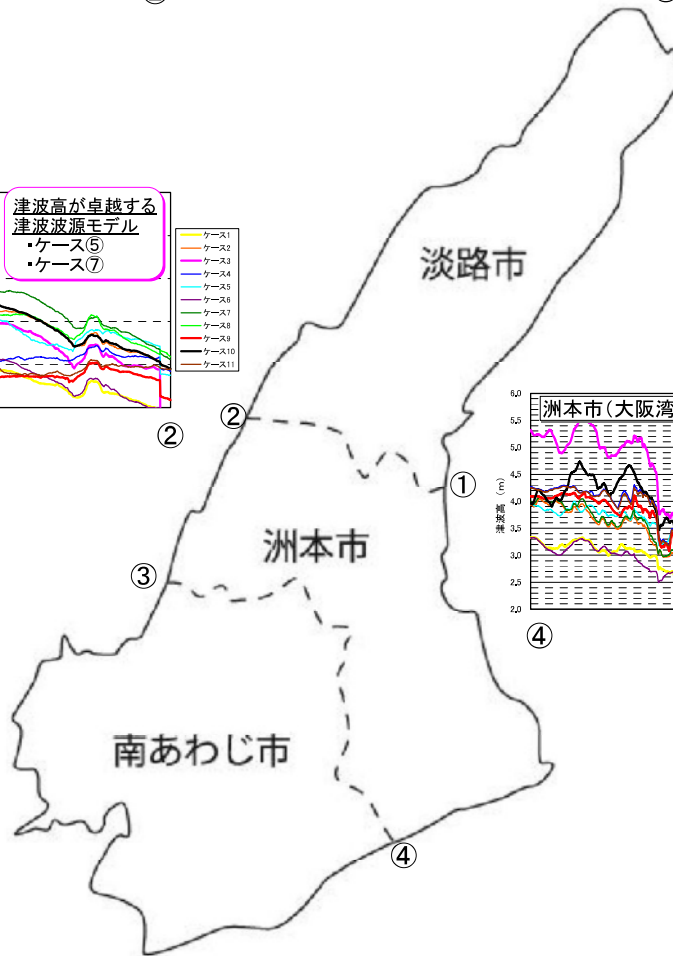 津波高が卓越する
津波波源モデル
・ケース⑤
・ケース⑦
ケース1
ケース2
ケース3
ケース4
ケース5
ケース6
ケース7
ケース8
ケース9
ケース10
ケース11
②
淡路市
②
①
洲本市
③
南あわじ市
④
洲本市(大阪湾
津波高 (m)
6.0
5.5
5.0
4.5
4.0
3.5
3.0
2.5
2.0
④